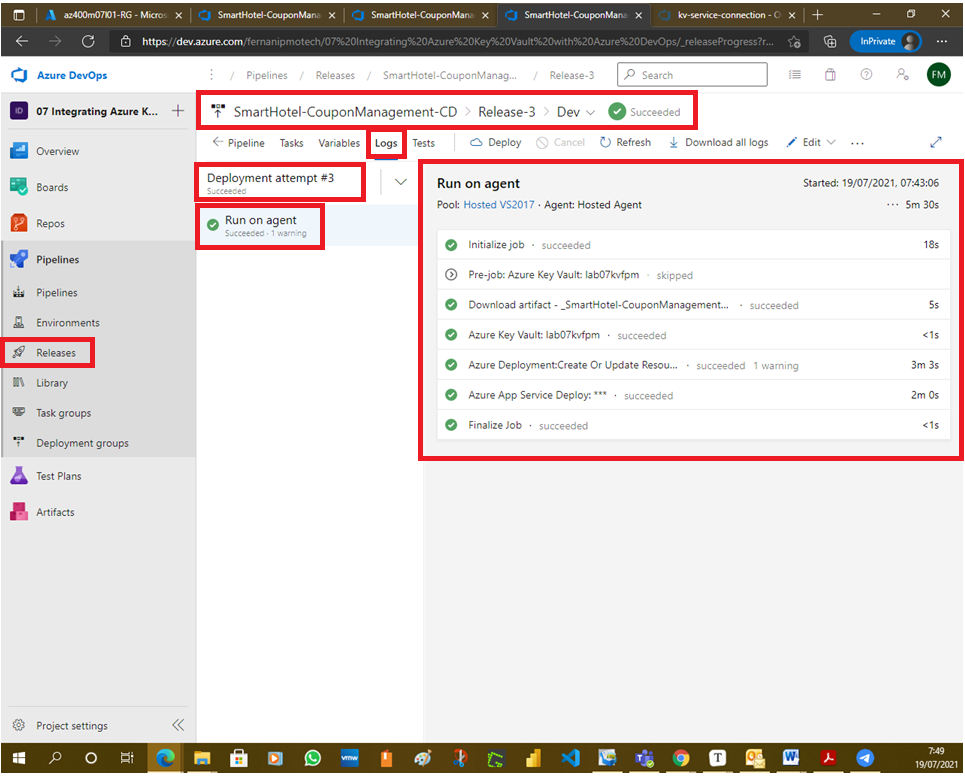 az400m07l01-RG - Micros
SmartHotel-CouponMana
SmartHotel-CouponMana
SmartHotel-CouponMana
kv-service-connection - O
https://dev.azure.com/fernanipmotech/07%20Integrating%20Azure%20Key%20Vault%20with%20Azure%20DevOps/_releaseProgress?r...
InPrivate
Azure DevOps
/ Pipelines / Releases / SmartHotel-CouponManag... / Release-3
Search
FM
ID
07 Integrating Azure K...
Overview
Boards
Repos
Pipelines
Pipelines
Environments
Releases
Library
Task groups
Deployment groups
Test Plans
Artifacts
Project settings
SmartHotel-CouponManagement-CD > Release-3 > Dev
Succeeded
Pipeline Tasks Variables Logs Tests
Deploy Cancel Refresh Download all logs Edit ...
Deployment attempt #3
Succeeded
Run on agent
Succeeded · 1 warning
Run on agent
Started: 19/07/2021, 07:43:06
Pool: Hosted VS2017 · Agent: Hosted Agent
··· 5m 30s
Initialize job · succeeded 18s
Pre-job: Azure Key Vault: lab07kvfpm · skipped
Download artifact - _SmartHotel-CouponManagement... · succeeded 5s
Azure Key Vault: lab07kvfpm · succeeded <1s
Azure Deployment:Create Or Update Resou... · succeeded 1 warning 3m 3s
Azure App Service Deploy: *** · succeeded 2m 0s
Finalize Job · succeeded <1s
vmw
T
7:49
19/07/2021